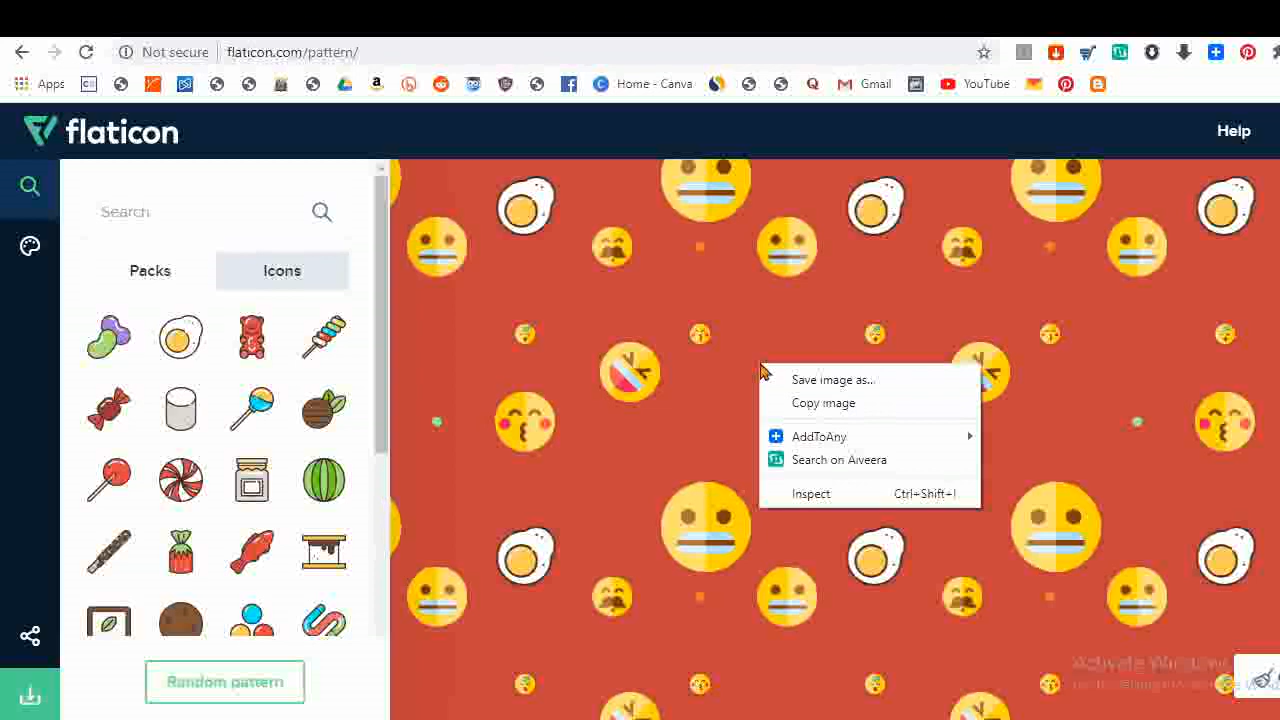 Not secure
flaticon.com/pattern/
Apps
Home - Canva
Gmail
YouTube
flaticon
Help
Search
Packs
Icons
Save image as...
Copy image
AddToAny
Search on Aiveera
Inspect Ctrl+Shift+I
Random pattern
Activate Windows